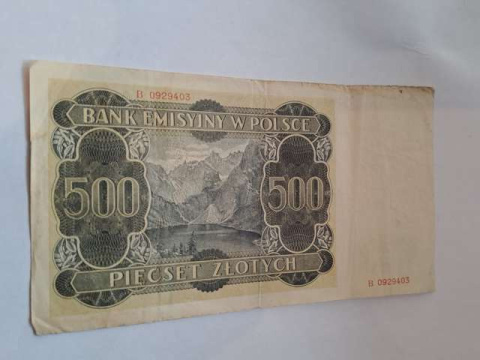 B 0929403
BANK EMISYJNY W POLSCE
500 500
PIĘĆSET ZŁOTYCH
B 0929403